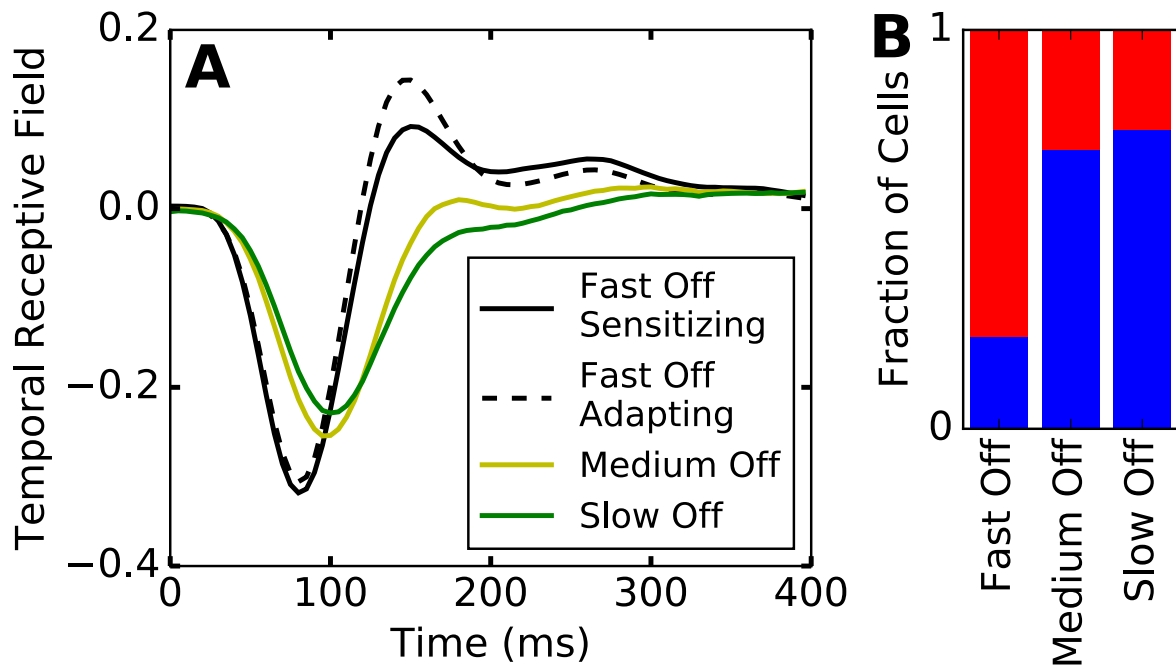 A
Temporal Receptive Field
0.2
0.0
−0.2
−0.4
0
100
200
300
400
Time (ms)
Fast Off
Sensitizing
Fast Off
Adapting
Medium Off
Slow Off
B
Fraction of Cells
1
0
Fast Off
Medium Off
Slow Off